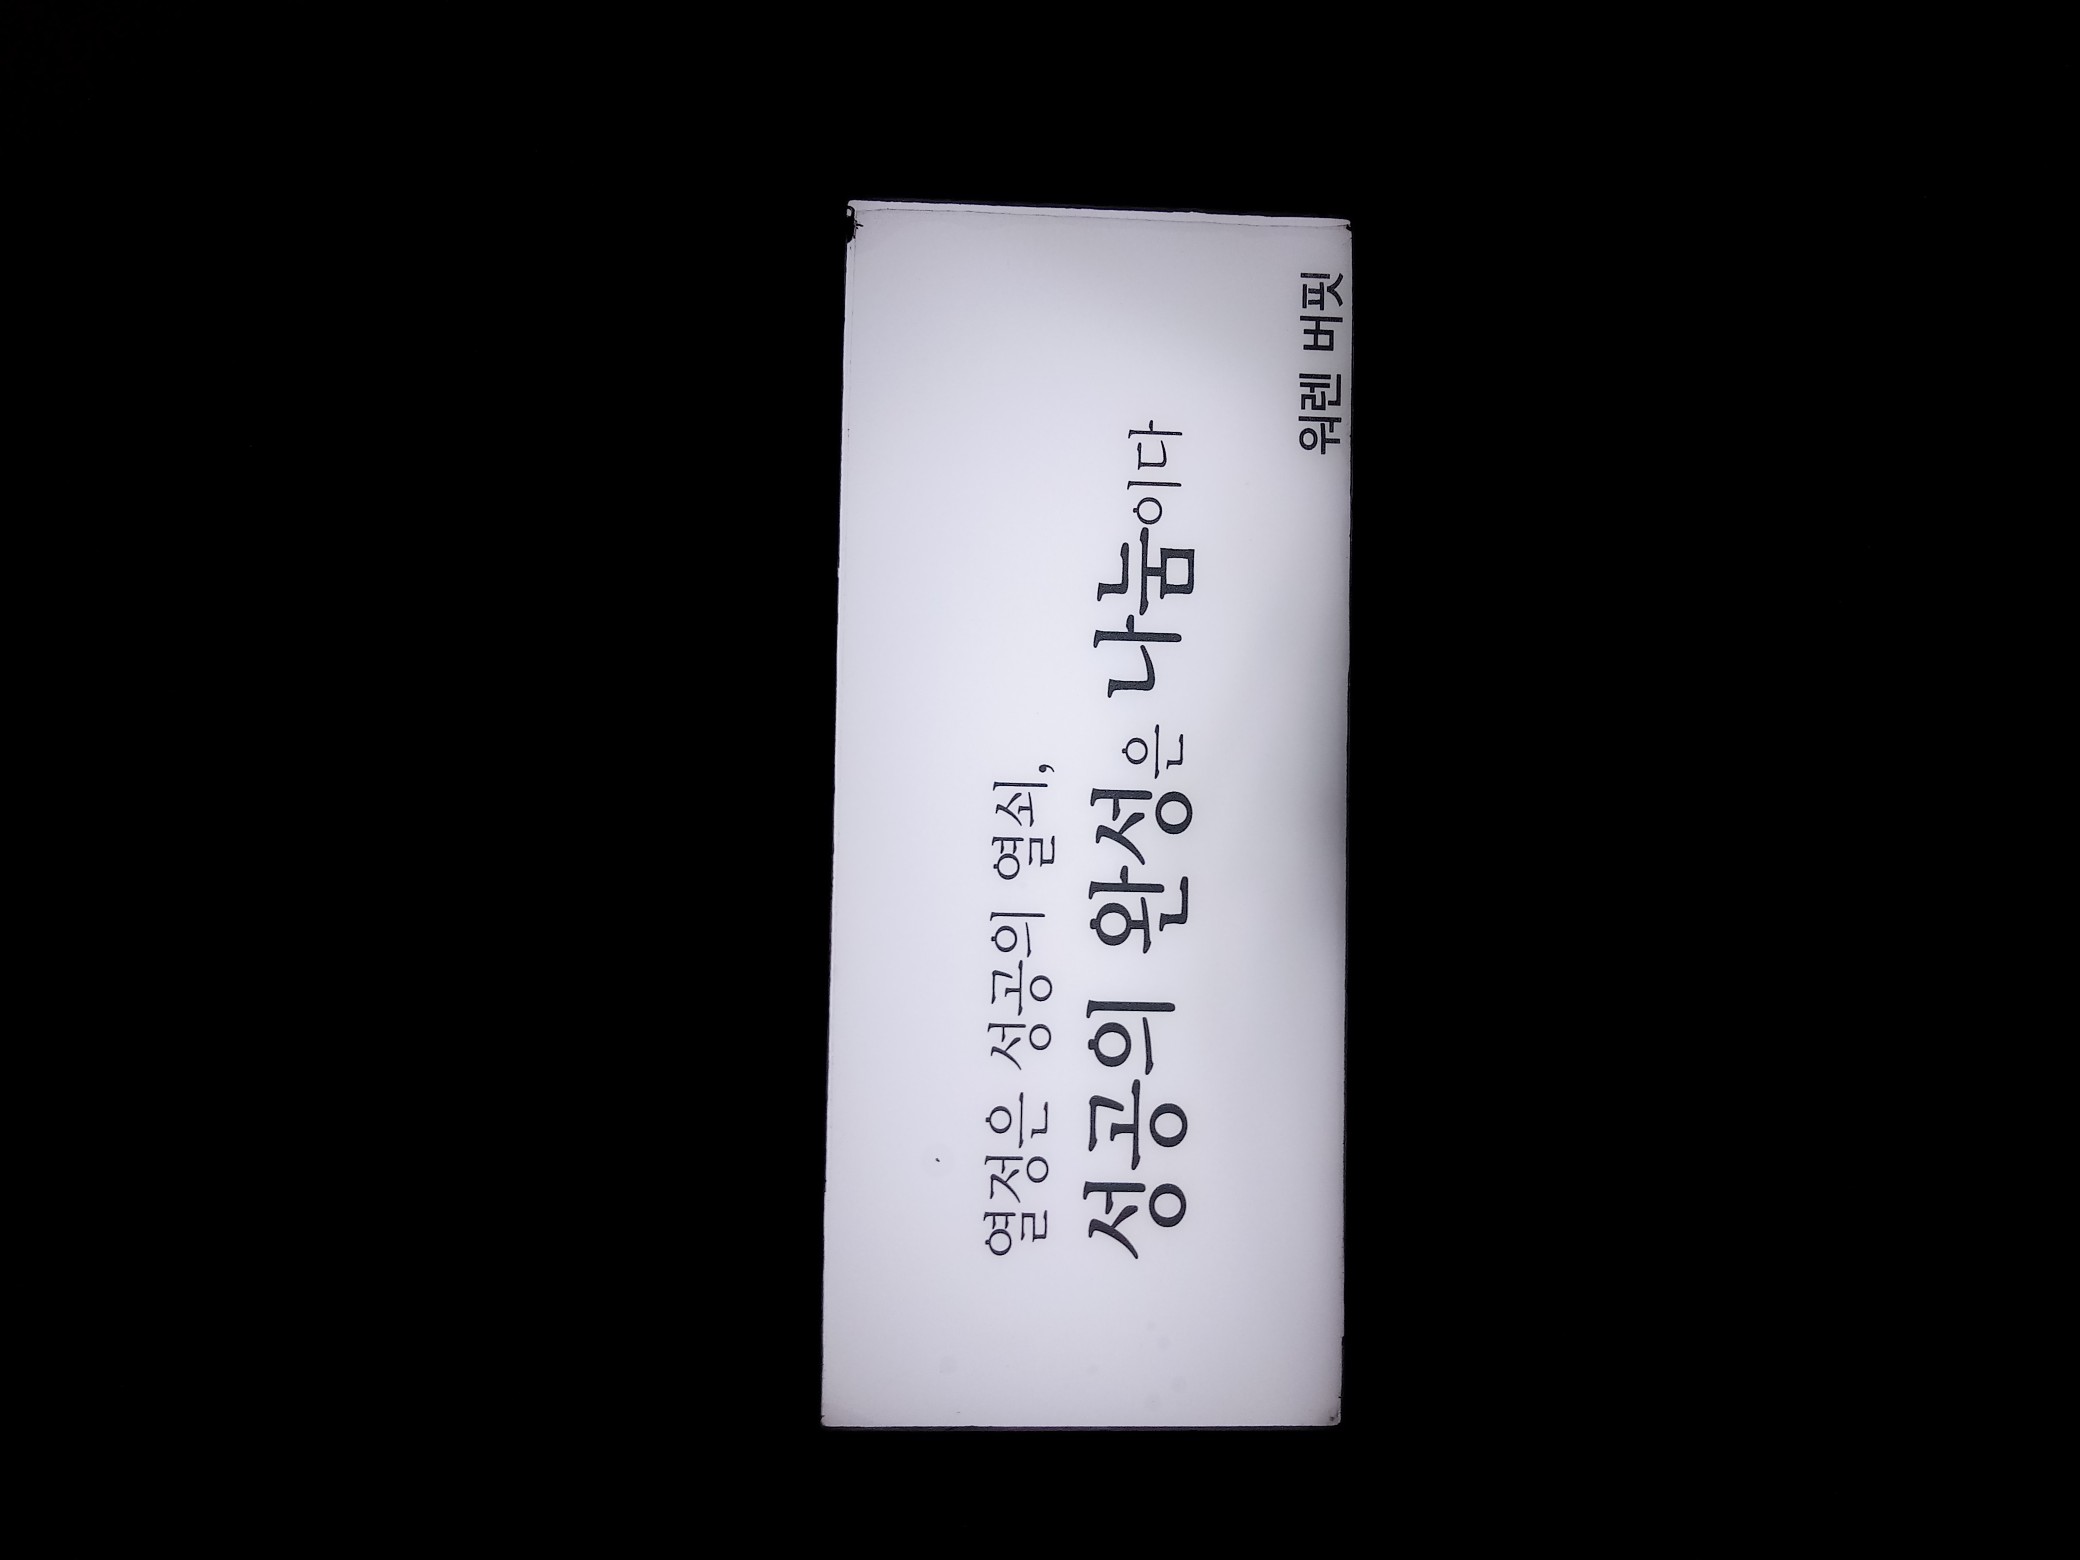 열정은 성공의 열쇠,
성공의 완성은 나눔이다
워렌 버핏